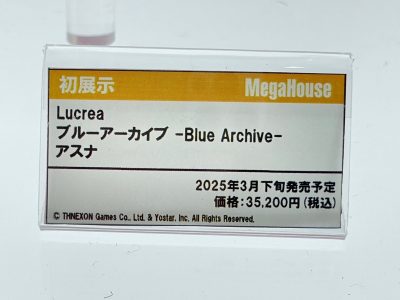 初展示 MegaHouse
Lucrea
ブルーアーカイブ -Blue Archive-
アスナ
2025年3月下旬発売予定
価格:35,200円(税込)
© THNEXON Games Co., Ltd. & Yostar, Inc. All Rights Reserved.